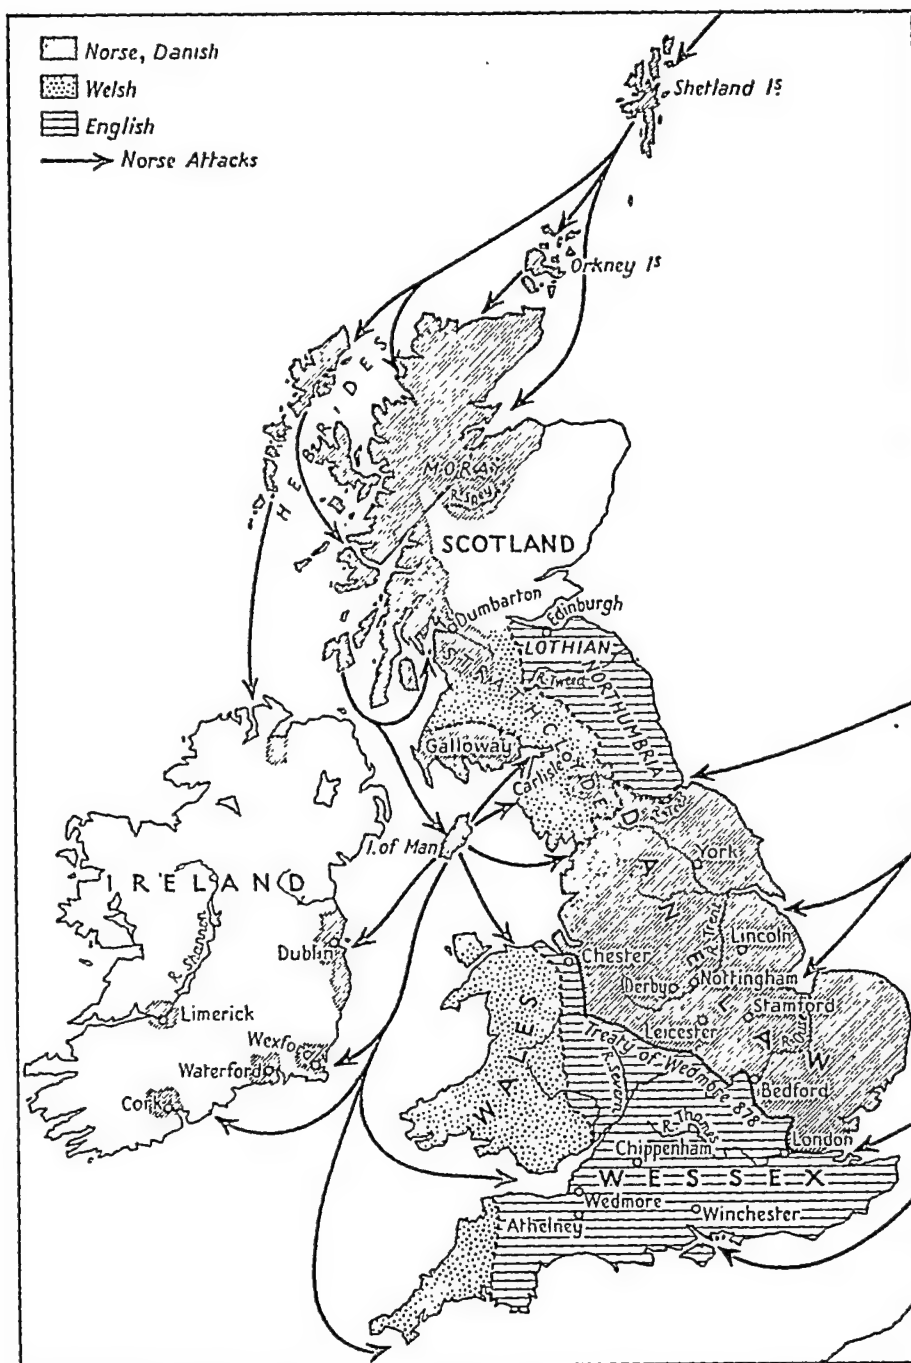 Norse, Danish
Welsh
English
Norse Attacks
Shetland Is
Orkney Is
HEBRIDES
MORAY
R. Spey
SCOTLAND
Dumbarton
Edinburgh
LOTHIAN
R. Tweed
NORTHUMBRIA
STRATHCLYDE
Galloway
Carlisle
I. of Man
DANELAW
York
IRELAND
R. Shannon
Dublin
Limerick
Wexfo
Waterford
Cork
R. Trent
Lincoln
Chester
Derby
Nottingham
Stamford
Leicester
Bedford
WALES
R. Severn
Treaty of Wedmore 878
R. Thames
London
Chippenham
WESSEX
Wedmore
Winchester
Athelney